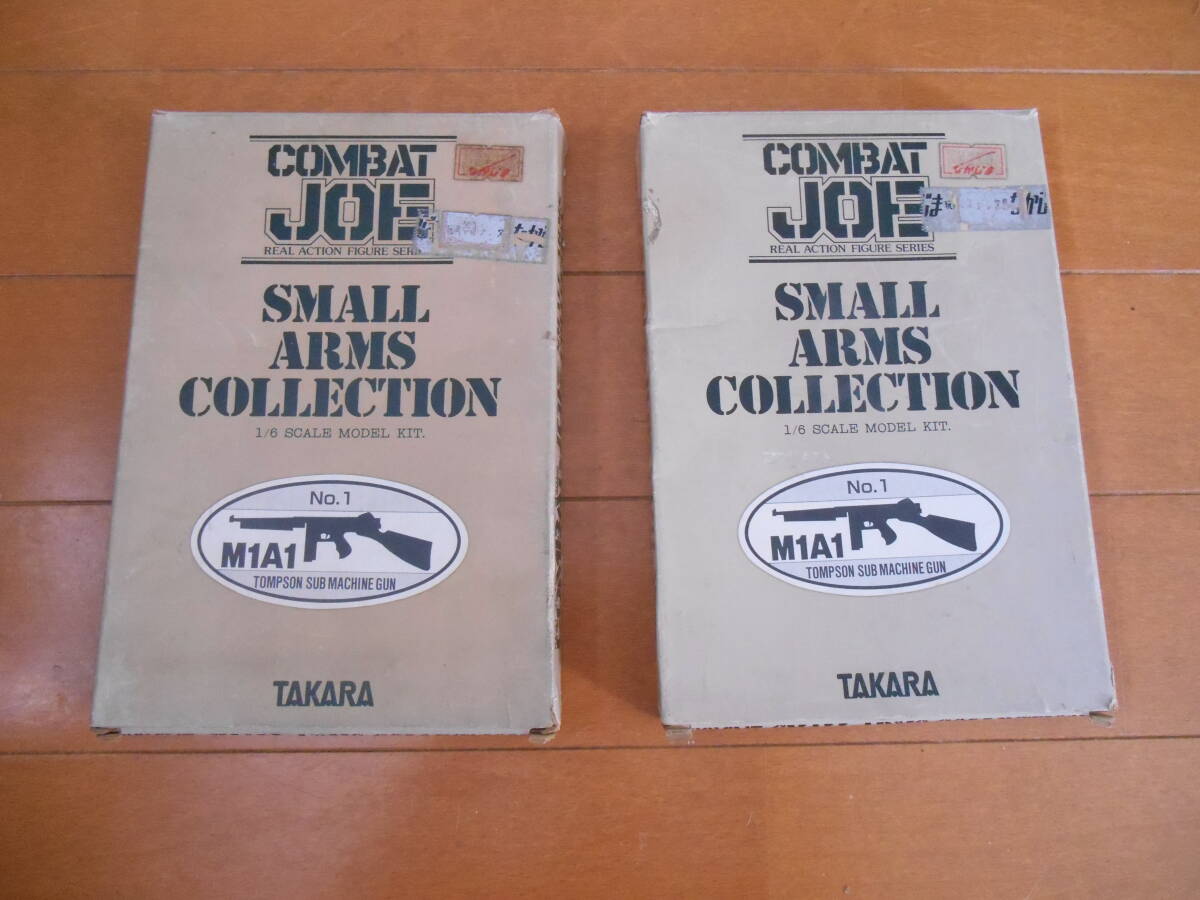 COMBAT
JOE
REAL ACTION FIGURE SERIES
SMALL
ARMS
COLLECTION
1/6 SCALE MODEL KIT.
No.1
M1A1
TOMPSON SUB MACHINE GUN
TAKARA
COMBAT
JOE
REAL ACTION FIGURE SERIES
SMALL
ARMS
COLLECTION
1/6 SCALE MODEL KIT.
No.1
M1A1
TOMPSON SUB MACHINE GUN
TAKARA